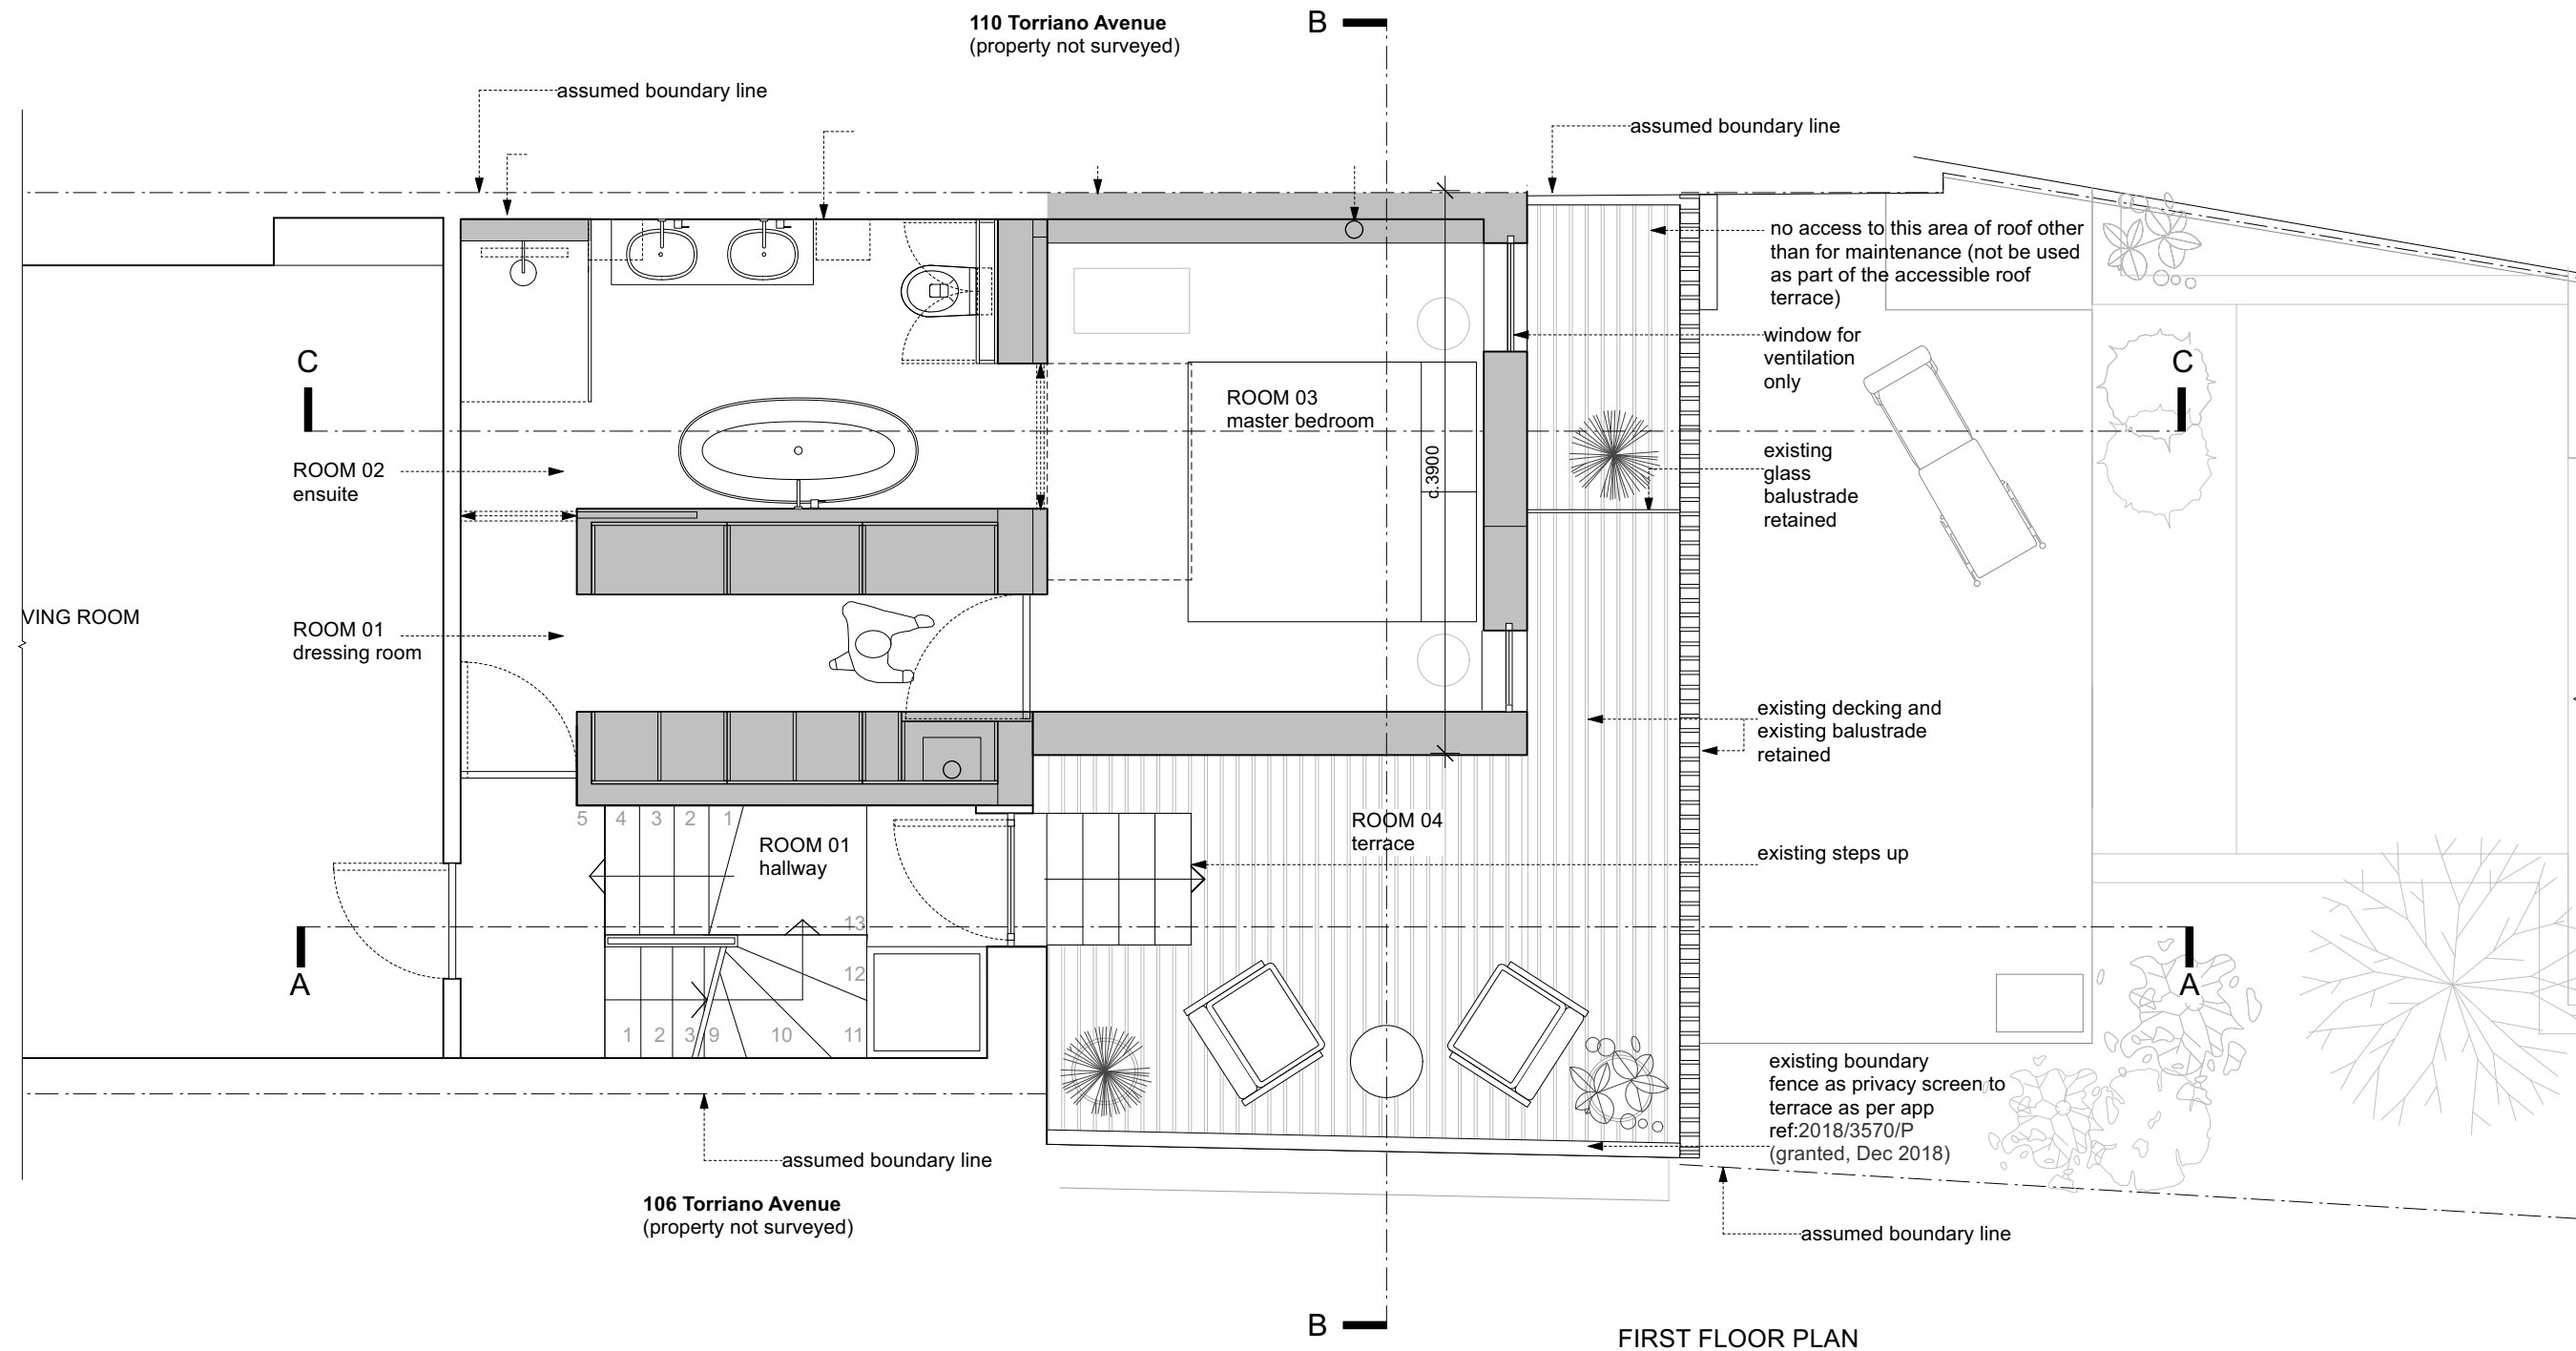 110 Torriano Avenue
(property not surveyed)
B
assumed boundary line
assumed boundary line
no access to this area of roof other
than for maintenance (not be used
as part of the accessible roof
terrace)
window for
ventilation
only
C
C
ROOM 03
master bedroom
c.3900
ROOM 02
ensuite
existing
glass
balustrade
retained
VING ROOM
ROOM 01
dressing room
existing decking and
existing balustrade
retained
5 4 3 2 1
ROOM 01
hallway
ROOM 04
terrace
existing steps up
13
12
A
A
1 2 3 9 10 11
existing boundary
fence as privacy screen to
terrace as per app
ref:2018/3570/P
(granted, Dec 2018)
assumed boundary line
106 Torriano Avenue
(property not surveyed)
assumed boundary line
B
FIRST FLOOR PLAN